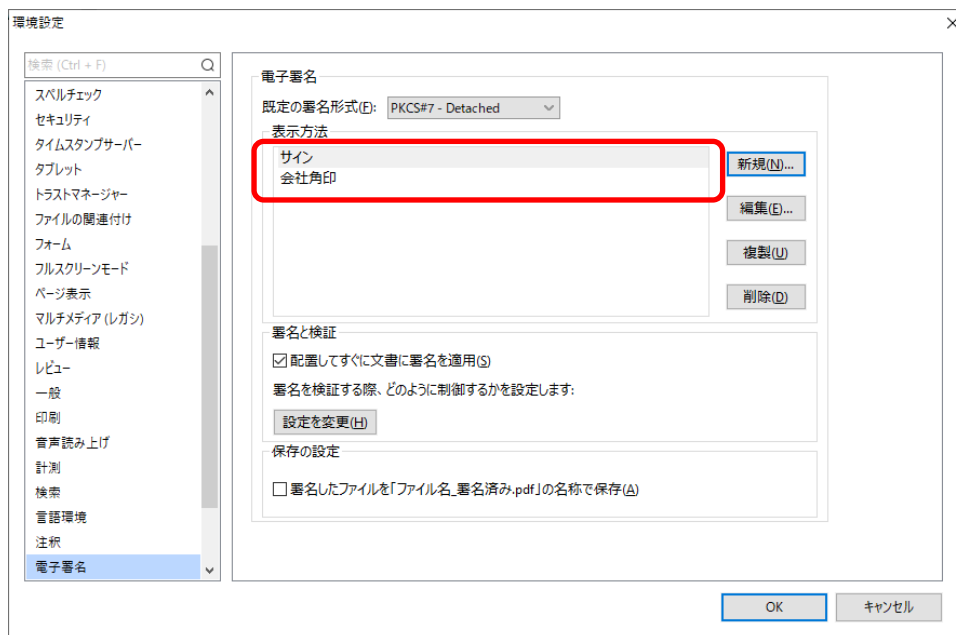 環境設定
検索 (Ctrl + F)
スペルチェック
セキュリティ
タイムスタンプサーバー
タブレット
トラストマネージャー
ファイルの関連付け
フォーム
フルスクリーンモード
ページ表示
マルチメディア (レガシ)
ユーザー情報
レビュー
一般
印刷
音声読み上げ
計測
検索
言語環境
注釈
電子署名
電子署名
既定の署名形式(F): PKCS#7 - Detached
表示方法
サイン
会社角印
新規(N)...
編集(E)...
複製(U)
削除(D)
署名と検証
配置してすぐに文書に署名を適用(S)
署名を検証する際、どのように制御するかを設定します:
設定を変更(H)
保存の設定
署名したファイルを「ファイル名_署名済み.pdf」の名称で保存(A)
OK
キャンセル